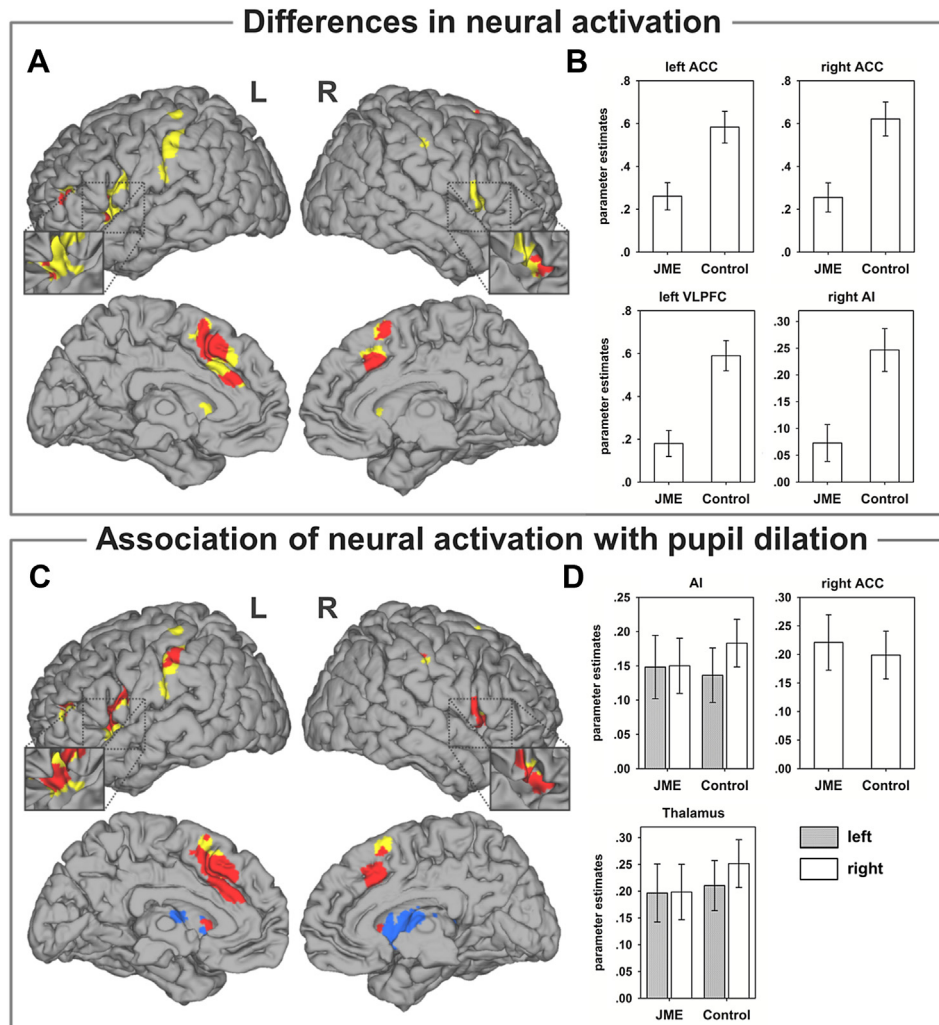 Differences in neural activation
A
L
R
B
left ACC
right ACC
parameter estimates
.8
.6
.4
.2
.0
JME
Control
.8
.6
.4
.2
.0
JME
Control
left VLPFC
right AI
parameter estimates
.8
.6
.4
.2
.0
JME
Control
.30
.25
.20
.15
.10
.05
.00
JME
Control
Association of neural activation with pupil dilation
C
L
R
D
AI
right ACC
parameter estimates
.25
.20
.15
.10
.05
.00
JME
Control
.30
.25
.20
.15
.10
.05
.00
JME
Control
Thalamus
parameter estimates
.30
.25
.20
.15
.10
.05
.00
JME
Control
left
right